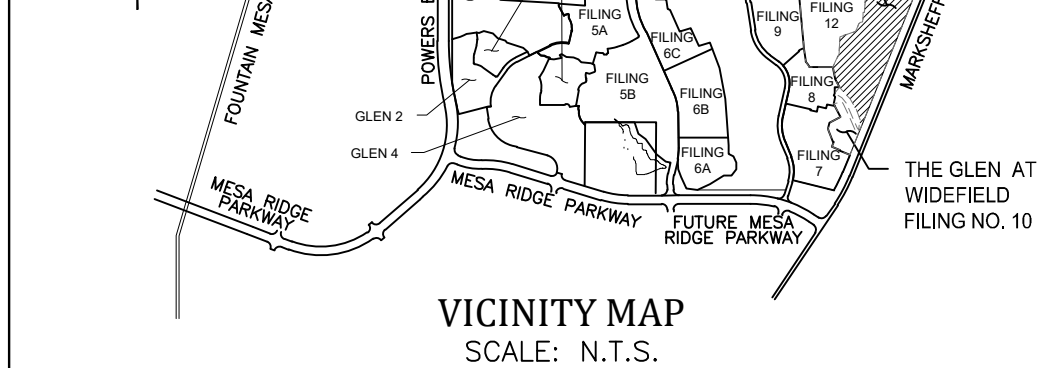 FILING
12
FILING
9
FILING
5A
FILING
6C
FILING
8
FILING
5B
FILING
6B
GLEN 2
GLEN 4
FILING
6A
FILING
7
THE GLEN AT
WIDEFIELD
FILING NO. 10
FOUNTAIN MESA
POWERS
MESA RIDGE
PARKWAY
MESA RIDGE PARKWAY
FUTURE MESA
RIDGE PARKWAY
VICINITY MAP
SCALE: N.T.S.